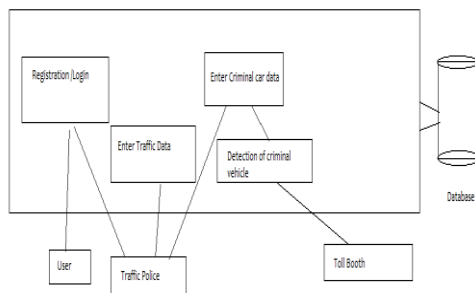 Registration /Login
Enter Criminal car data
Enter Traffic Data
Detection of criminal
vehicle
Database
User
Traffic Police
Toll Booth